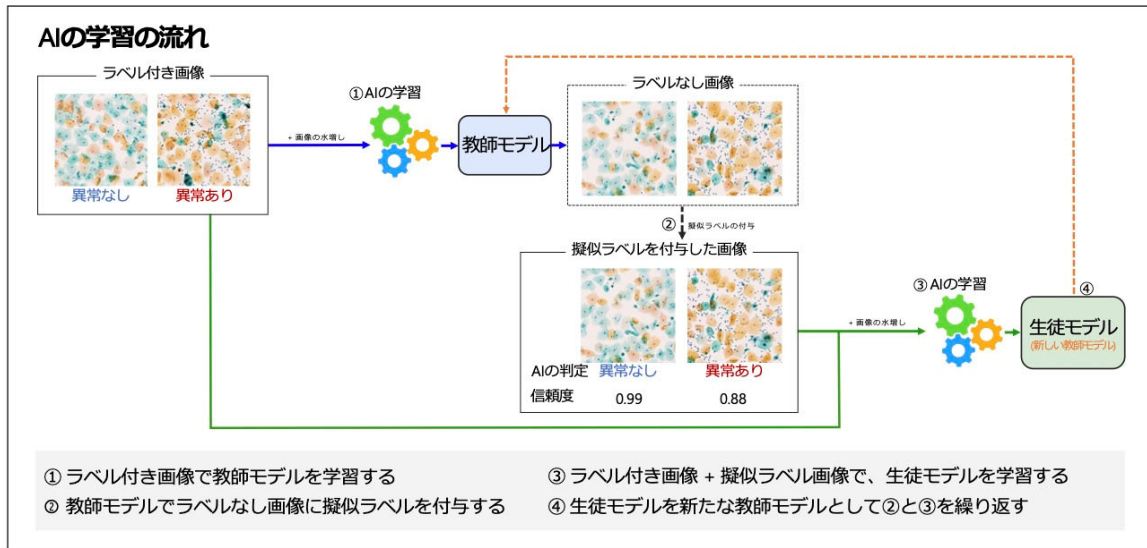 AIの学習の流れ
ラベル付き画像
異常なし
異常あり
+ 画像の水増し
①AIの学習
教師モデル
ラベルなし画像
② 擬似ラベルの付与
擬似ラベルを付与した画像
AIの判定 異常なし 異常あり
信頼度 0.99 0.88
+ 画像の水増し
③ AIの学習
④
生徒モデル
(新しい教師モデル)
① ラベル付き画像で教師モデルを学習する
② 教師モデルでラベルなし画像に擬似ラベルを付与する
③ ラベル付き画像 + 擬似ラベル画像で、生徒モデルを学習する
④ 生徒モデルを新たな教師モデルとして②と③を繰り返す